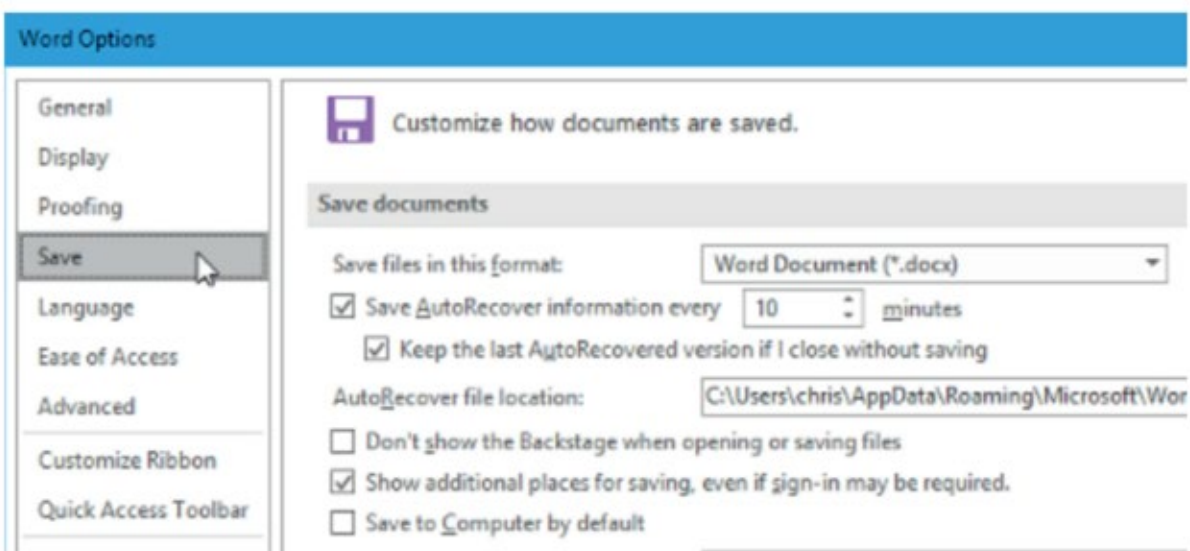 Word Options
General
Display
Proofing
Save
Language
Ease of Access
Advanced
Customize Ribbon
Quick Access Toolbar
Customize how documents are saved.
Save documents
Save files in this format: Word Document (*.docx)
Save AutoRecover information every 10 minutes
Keep the last AutoRecovered version if I close without saving
AutoRecover file location: C:\Users\chris\AppData\Roaming\Microsoft\Wor
Don't show the Backstage when opening or saving files
Show additional places for saving, even if sign-in may be required.
Save to Computer by default